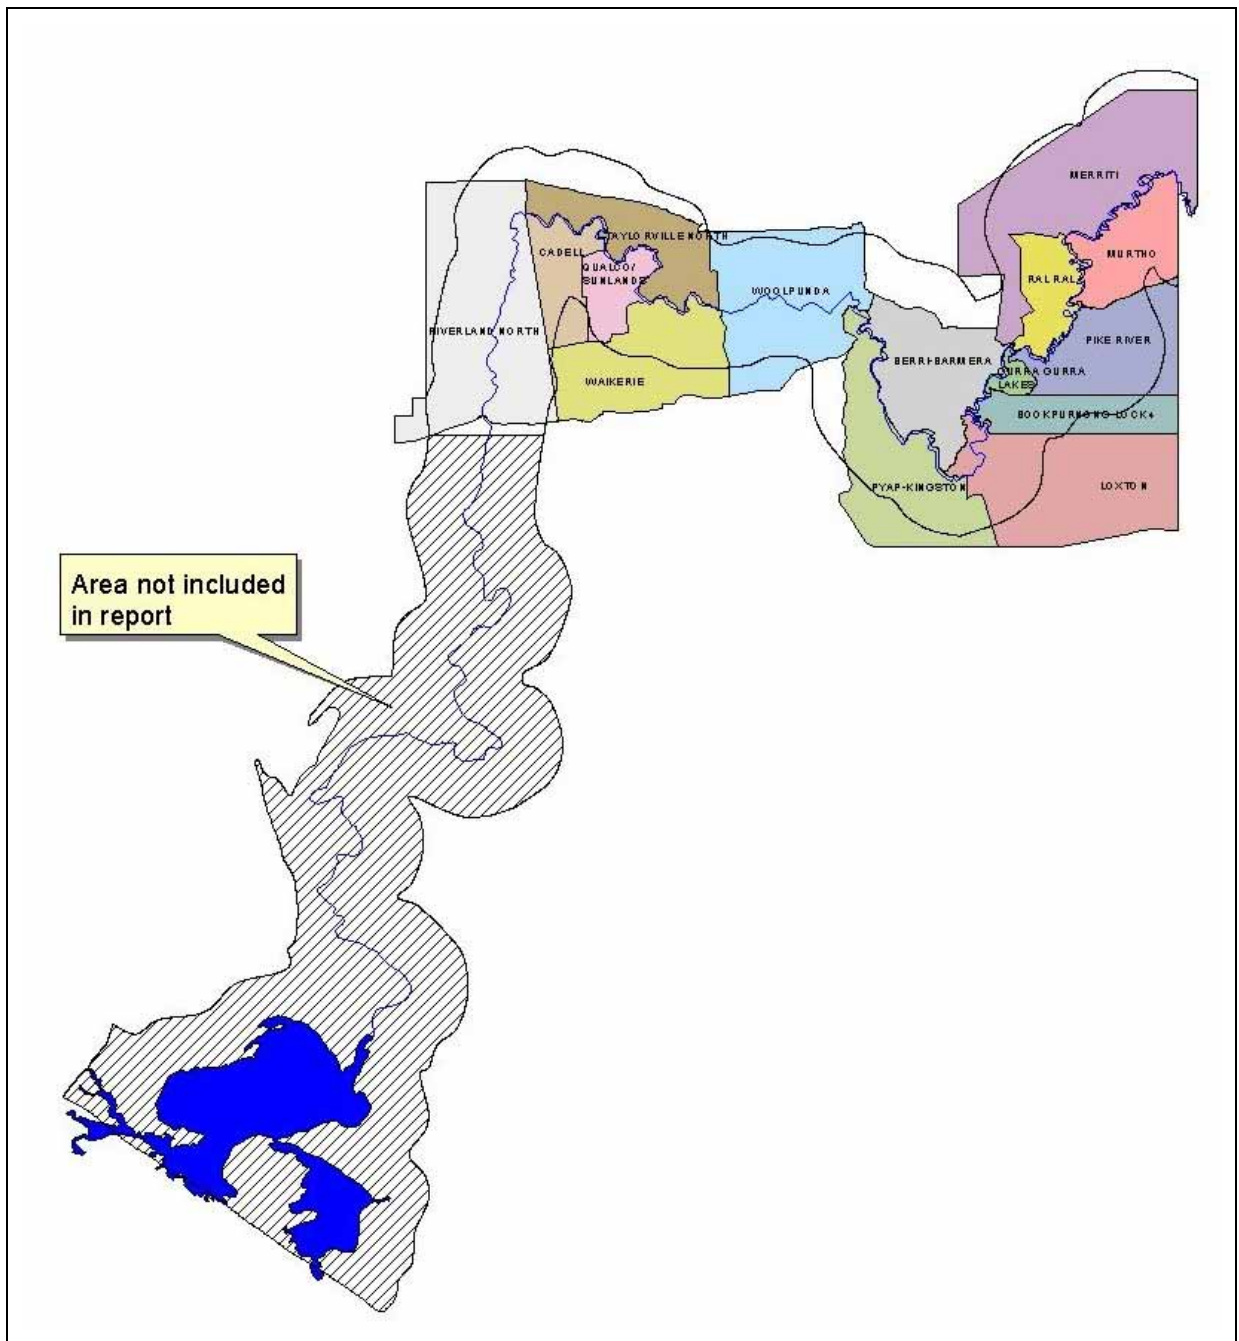 MERRITI
TAYLORVILLE NORTH
CADELL
MURTHO
QUALCO/
SUNLANDS
RAL RAL
WOOLPUNDA
RIVERLAND NORTH
PIKE RIVER
BERRI-BARMERA
GURRA GURRA
LAKES
WAIKERIE
BOOKPURNONG LOCK4
PYAP-KINGSTON
LOXTON
Area not included
in report